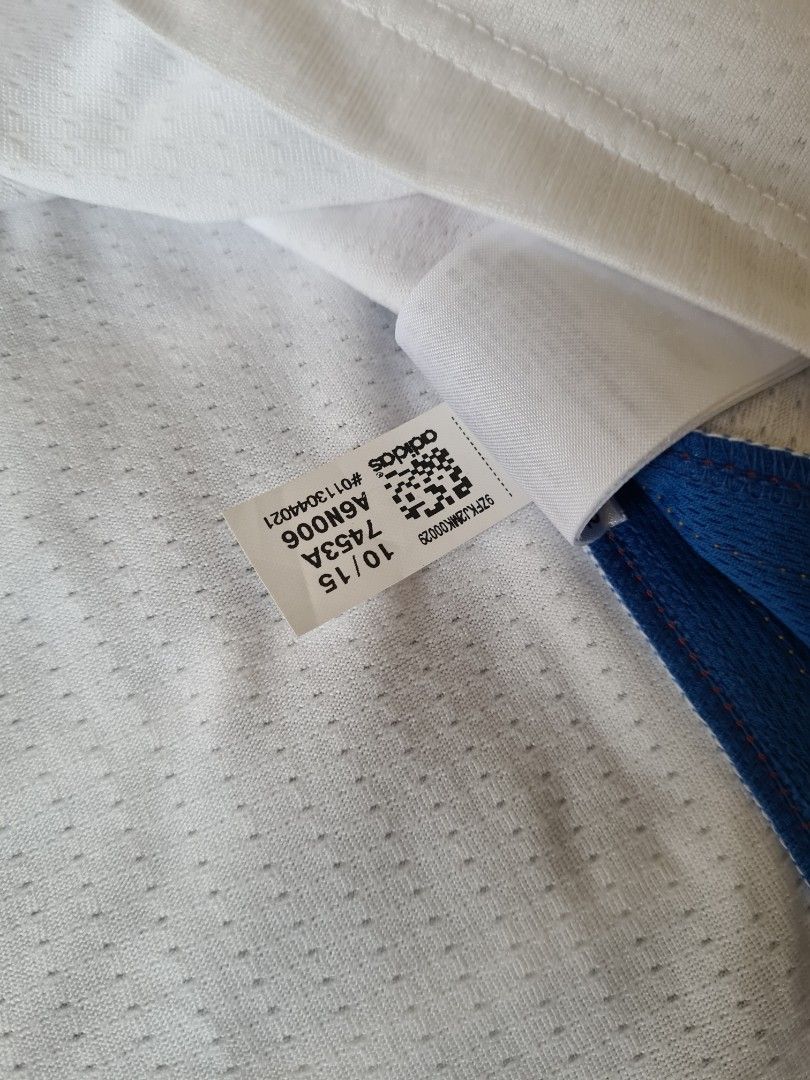 10/15
7453A
A6N006
#0113044021
adidas®
9ZFKJ2MK00029